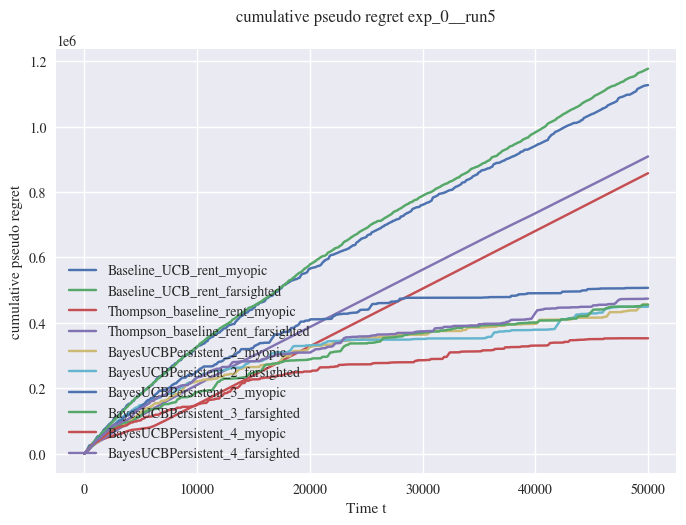 cumulative pseudo regret exp_0__run5
1e6
1.2
1.0
0.8
0.6
0.4
0.2
0.0
cumulative pseudo regret
Baseline_UCB_rent_myopic
Baseline_UCB_rent_farsighted
Thompson_baseline_rent_myopic
Thompson_baseline_rent_farsighted
BayesUCBPersistent_2_myopic
BayesUCBPersistent_2_farsighted
BayesUCBPersistent_3_myopic
BayesUCBPersistent_3_farsighted
BayesUCBPersistent_4_myopic
BayesUCBPersistent_4_farsighted
0 10000 20000 30000 40000 50000
Time t